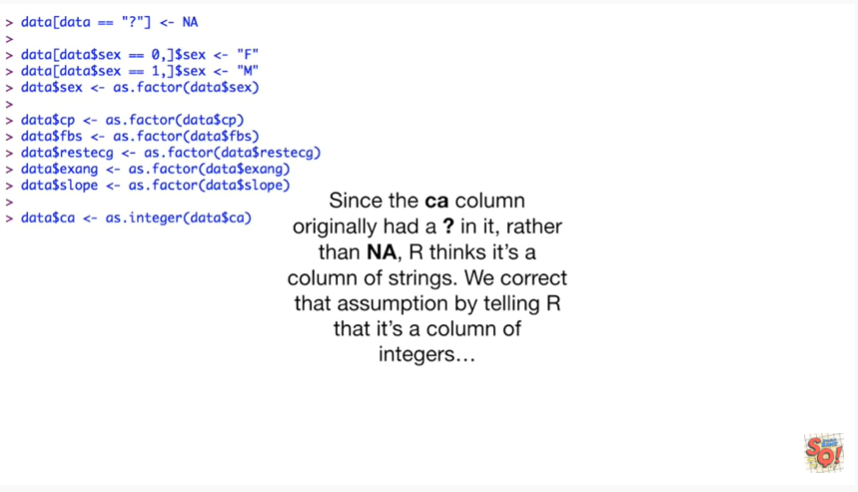 > data[data == "?"] <- NA
>
> data[data$sex == 0,]$sex <- "F"
> data[data$sex == 1,]$sex <- "M"
> data$sex <- as.factor(data$sex)
>
> data$cp <- as.factor(data$cp)
> data$fbs <- as.factor(data$fbs)
> data$restecg <- as.factor(data$restecg)
> data$exang <- as.factor(data$exang)
> data$slope <- as.factor(data$slope)
>
> data$ca <- as.integer(data$ca)
Since the ca column
originally had a ? in it, rather
than NA, R thinks it's a
column of strings. We correct
that assumption by telling R
that it's a column of
integers...
SQ!